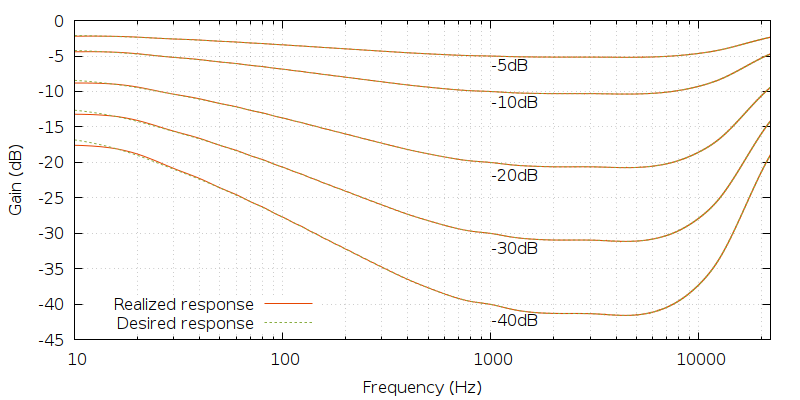 0
-5
-10
-15
-20
-25
-30
-35
-40
-45
Gain (dB)
-5dB
-10dB
-20dB
-30dB
-40dB
Realized response
Desired response
10 100 1000 10000
Frequency (Hz)